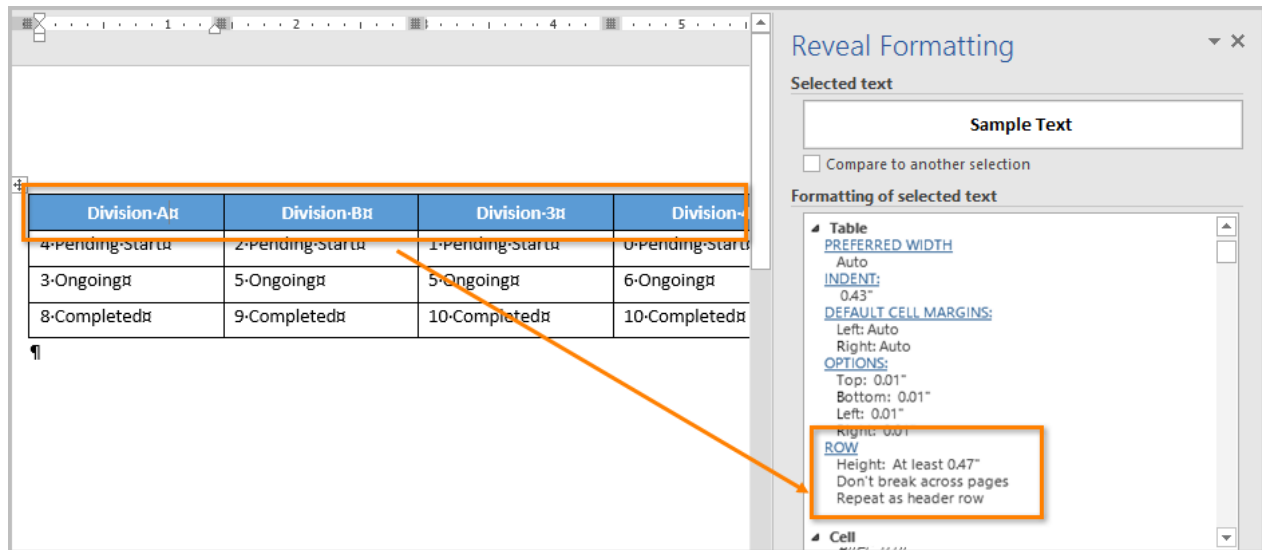 1 2 4 5
Reveal Formatting
Selected text
Sample Text
Compare to another selection
Formatting of selected text
Division·A¤ Division·B¤ Division·3¤ Division-
4·Pending·Start¤ 2·Pending·Start¤ 1·Pending·Start¤ 0·Pending·Start¤
3·Ongoing¤ 5·Ongoing¤ 5·Ongoing¤ 6·Ongoing¤
8·Completed¤ 9·Completed¤ 10·Completed¤ 10·Completed¤
¶
Table
PREFERRED WIDTH
Auto
INDENT:
0.43"
DEFAULT CELL MARGINS:
Left: Auto
Right: Auto
OPTIONS:
Top: 0.01"
Bottom: 0.01"
Left: 0.01"
Right: 0.01"
ROW
Height: At least 0.47"
Don't break across pages
Repeat as header row
Cell